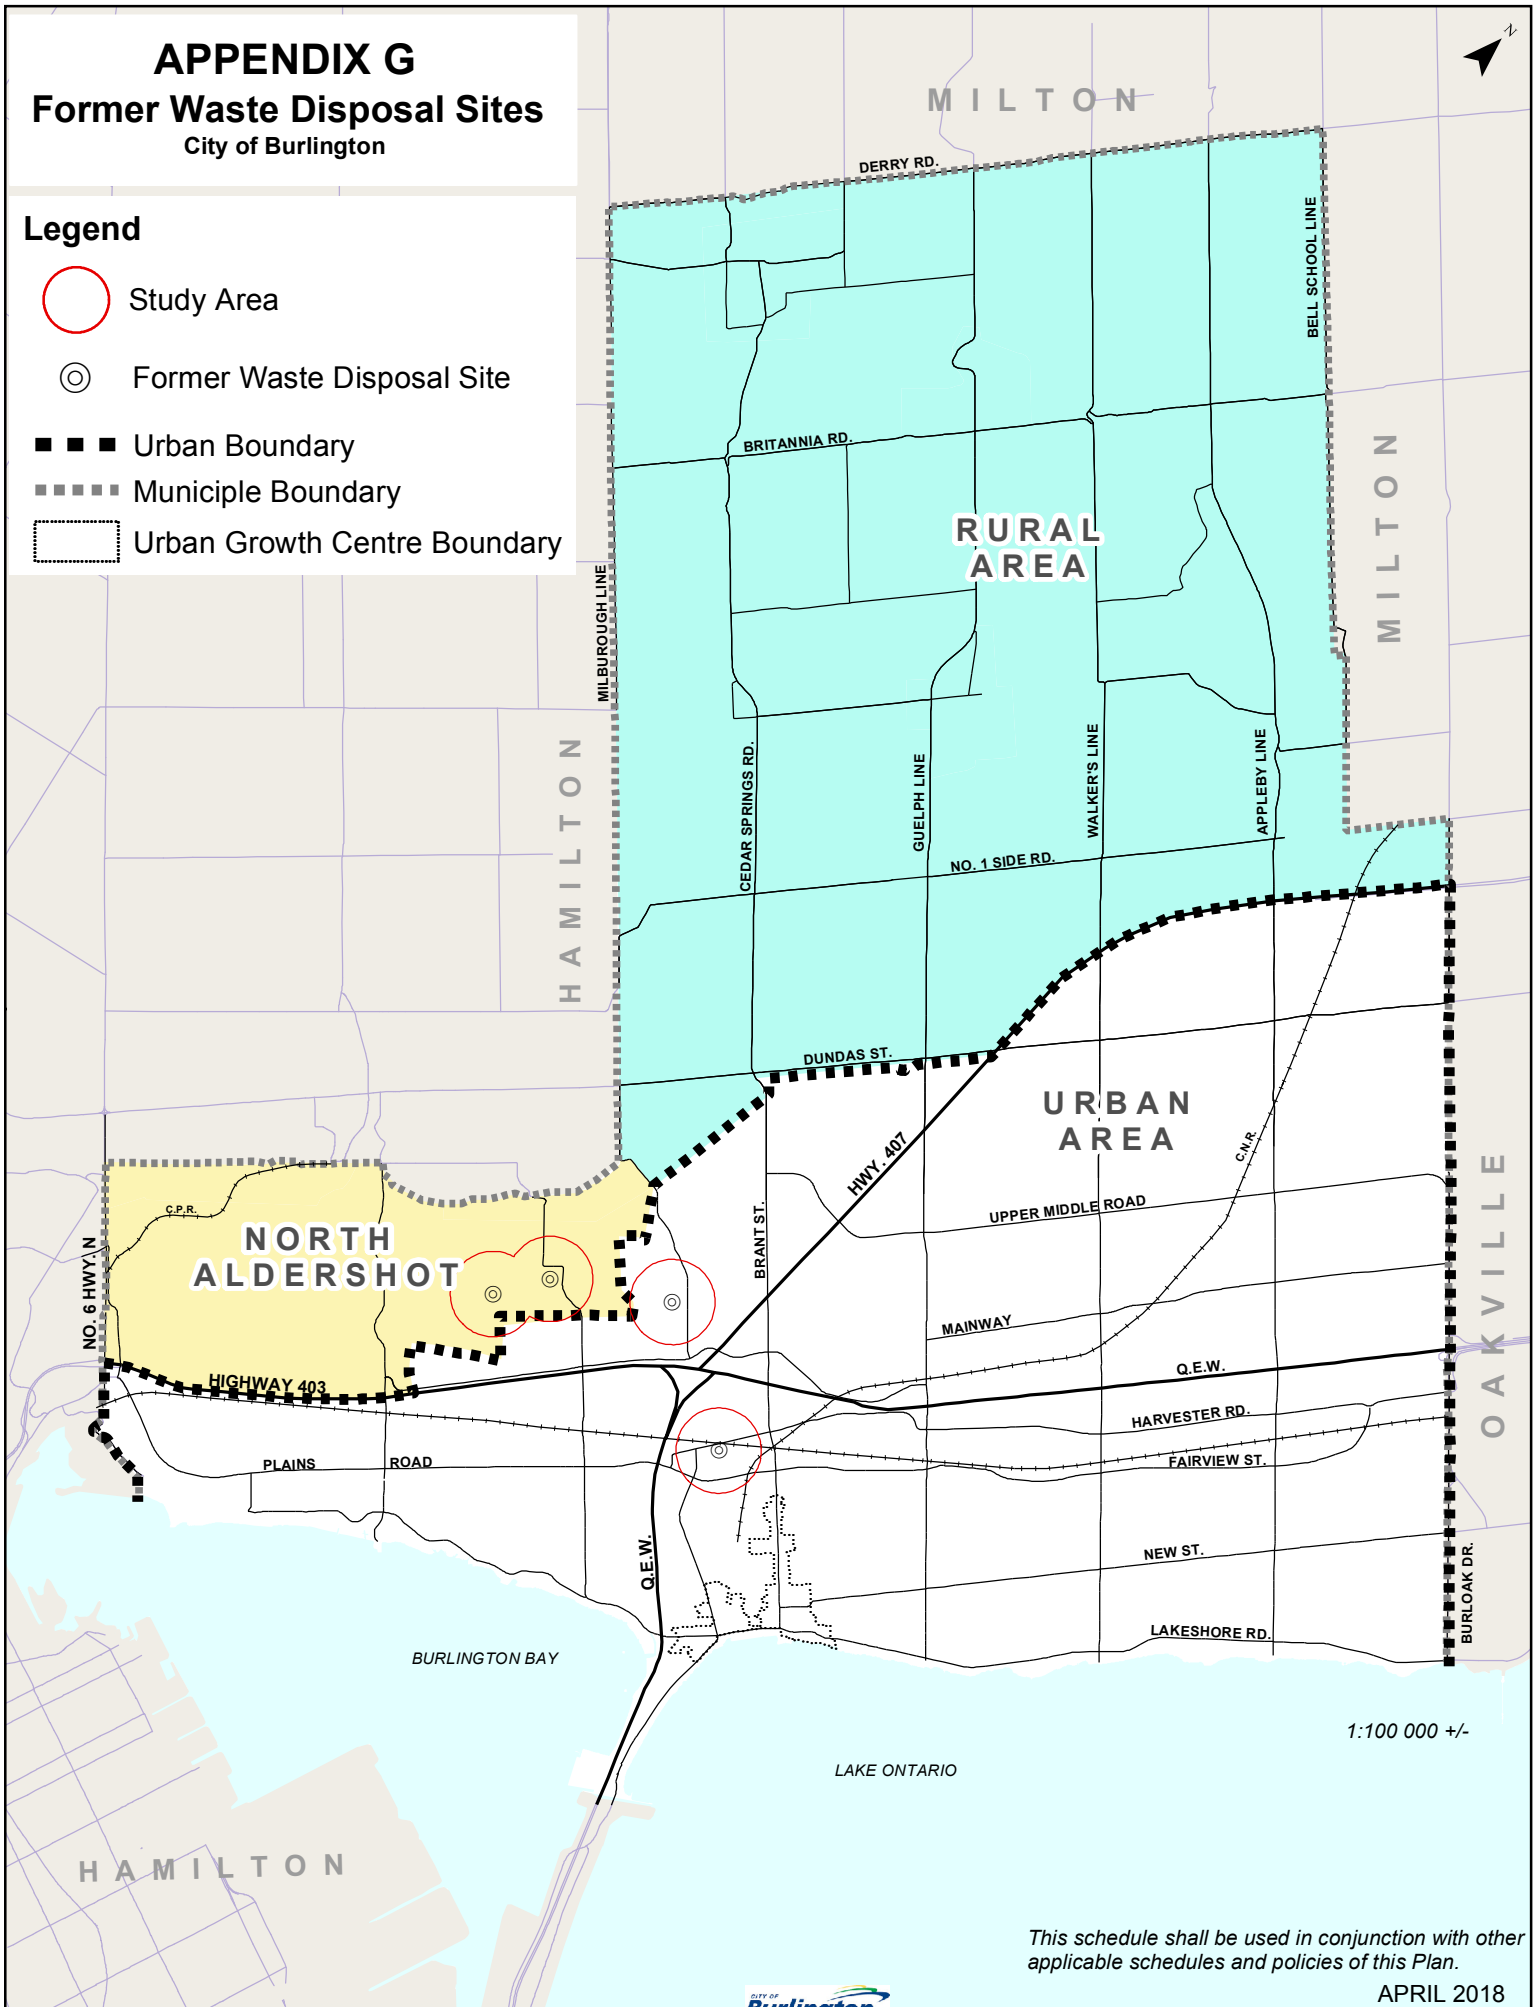 APPENDIX G
Former Waste Disposal Sites
City of Burlington
N
Legend
Study Area
Former Waste Disposal Site
Urban Boundary
Municiple Boundary
Urban Growth Centre Boundary
MILTON
DERRY RD.
BELL SCHOOL LINE
BRITANNIA RD.
MILTON
RURAL
AREA
MILBOROUGH LINE
HAMILTON
CEDAR SPRINGS RD.
GUELPH LINE
WALKER'S LINE
APPLEBY LINE
NO. 1 SIDE RD.
DUNDAS ST.
URBAN
AREA
HWY. 407
C.N.R.
OAKVILLE
C.P.R.
NORTH
ALDERSHOT
NO. 6 HWY. N
BRANT ST.
UPPER MIDDLE ROAD
MAINWAY
Q.E.W.
HIGHWAY 403
HARVESTER RD.
PLAINS ROAD
FAIRVIEW ST.
Q.E.W.
NEW ST.
BURLOAK DR.
LAKESHORE RD.
BURLINGTON BAY
1:100 000 +/-
LAKE ONTARIO
HAMILTON
This schedule shall be used in conjunction with other
applicable schedules and policies of this Plan.
APRIL 2018
CITY OF
Burlington